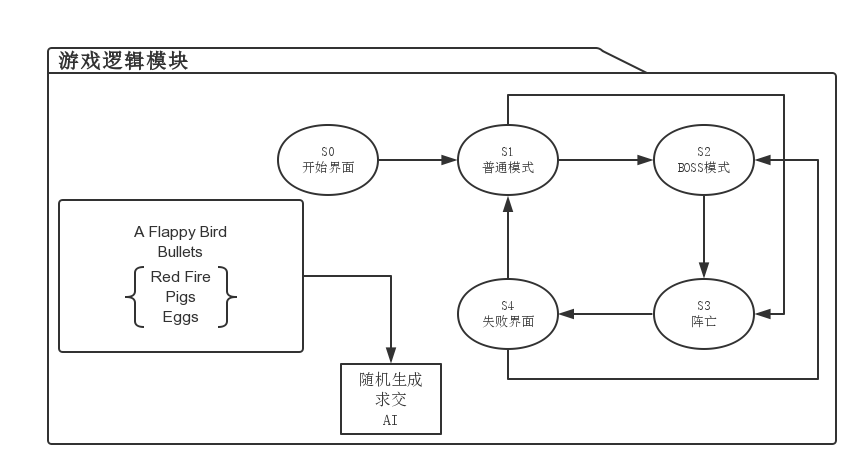 游戏逻辑模块
S0
开始界面
S1
普通模式
S2
BOSS模式
A Flappy Bird
Bullets
Red Fire
Pigs
Eggs
S4
失败界面
S3
阵亡
随机生成
求交
AI